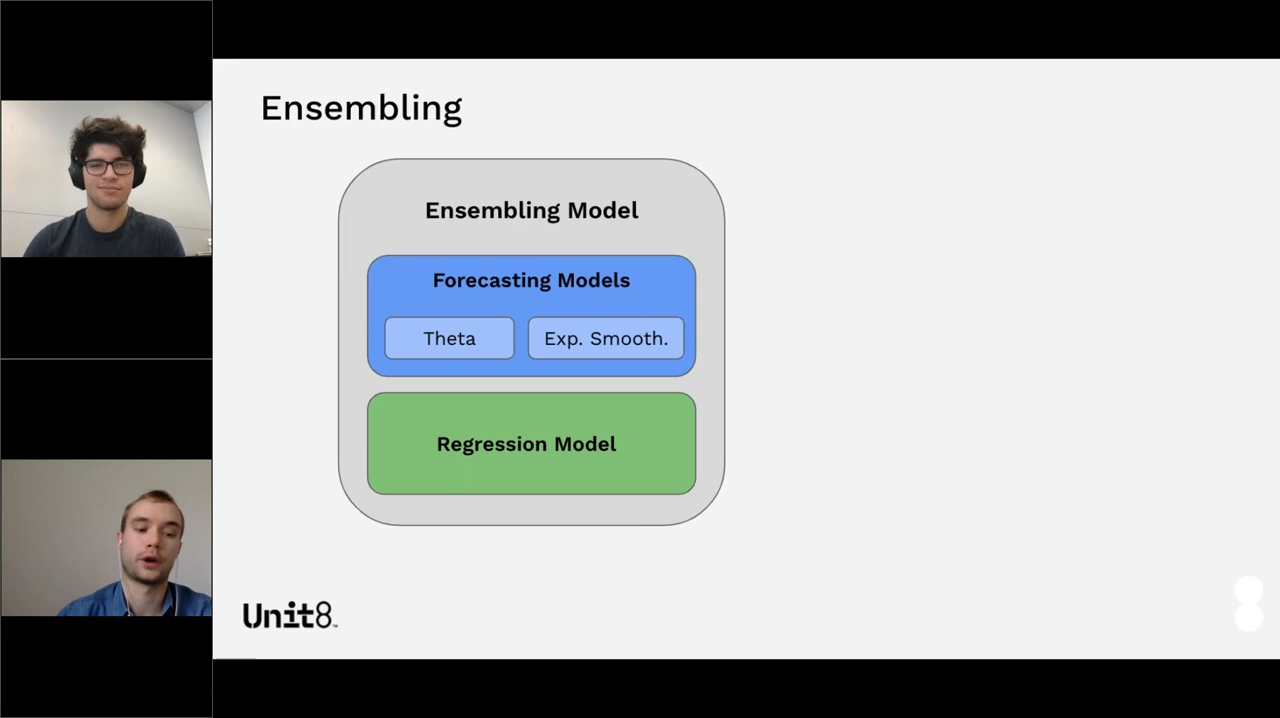 Ensembling
Ensembling Model
Forecasting Models
Theta
Exp. Smooth.
Regression Model
Unit8